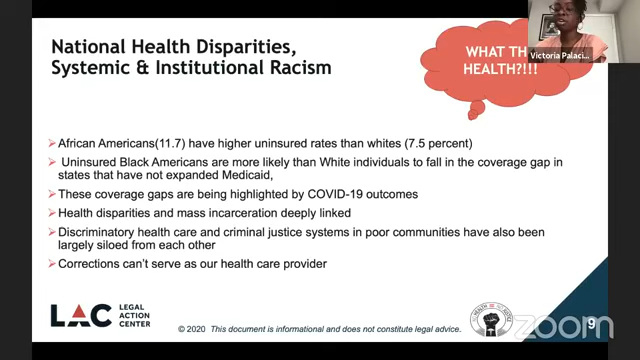 National Health Disparities,
Systemic & Institutional Racism
WHAT THE
HEALTH?!!!
Victoria Palaci...
African Americans(11.7) have higher uninsured rates than whites (7.5 percent)
Uninsured Black Americans are more likely than White individuals to fall in the coverage gap in
states that have not expanded Medicaid,
These coverage gaps are being highlighted by COVID-19 outcomes
Health disparities and mass incarceration deeply linked
Discriminatory health care and criminal justice systems in poor communities have also been
largely siloed from each other
Corrections can't serve as our health care provider
LAC
LEGAL
ACTION
CENTER
© 2020 This document is informational and does not constitute legal advice.
zoom
9